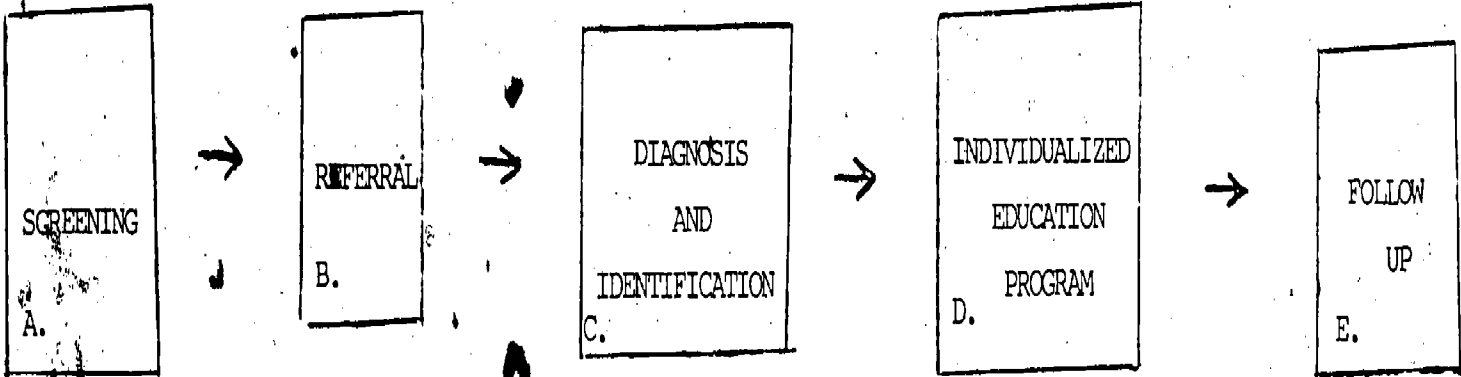 SCREENING
A.
REFERRAL
B.
DIAGNOSIS
AND
IDENTIFICATION
C.
INDIVIDUALIZED
EDUCATION
PROGRAM
D.
FOLLOW
UP
E.